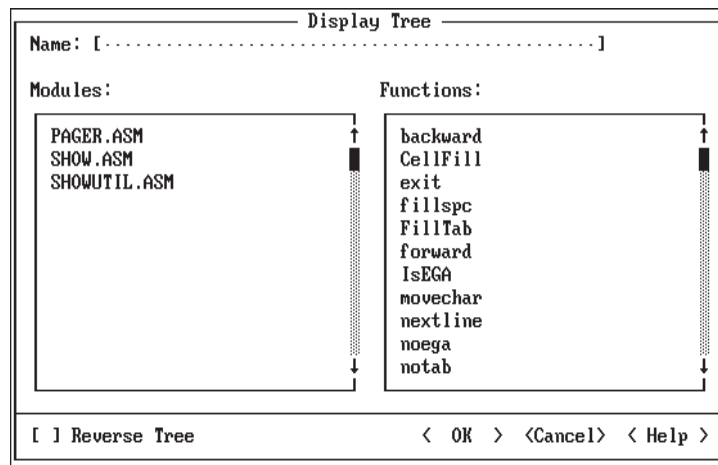 Display Tree
Name: [················································]
Modules: Functions:
PAGER.ASM backward
SHOW.ASM CellFill
SHOWUTIL.ASM exit
fillspc
FillTab
forward
IsEGA
movechar
nextline
noega
notab
[ ] Reverse Tree < OK > <Cancel> < Help >